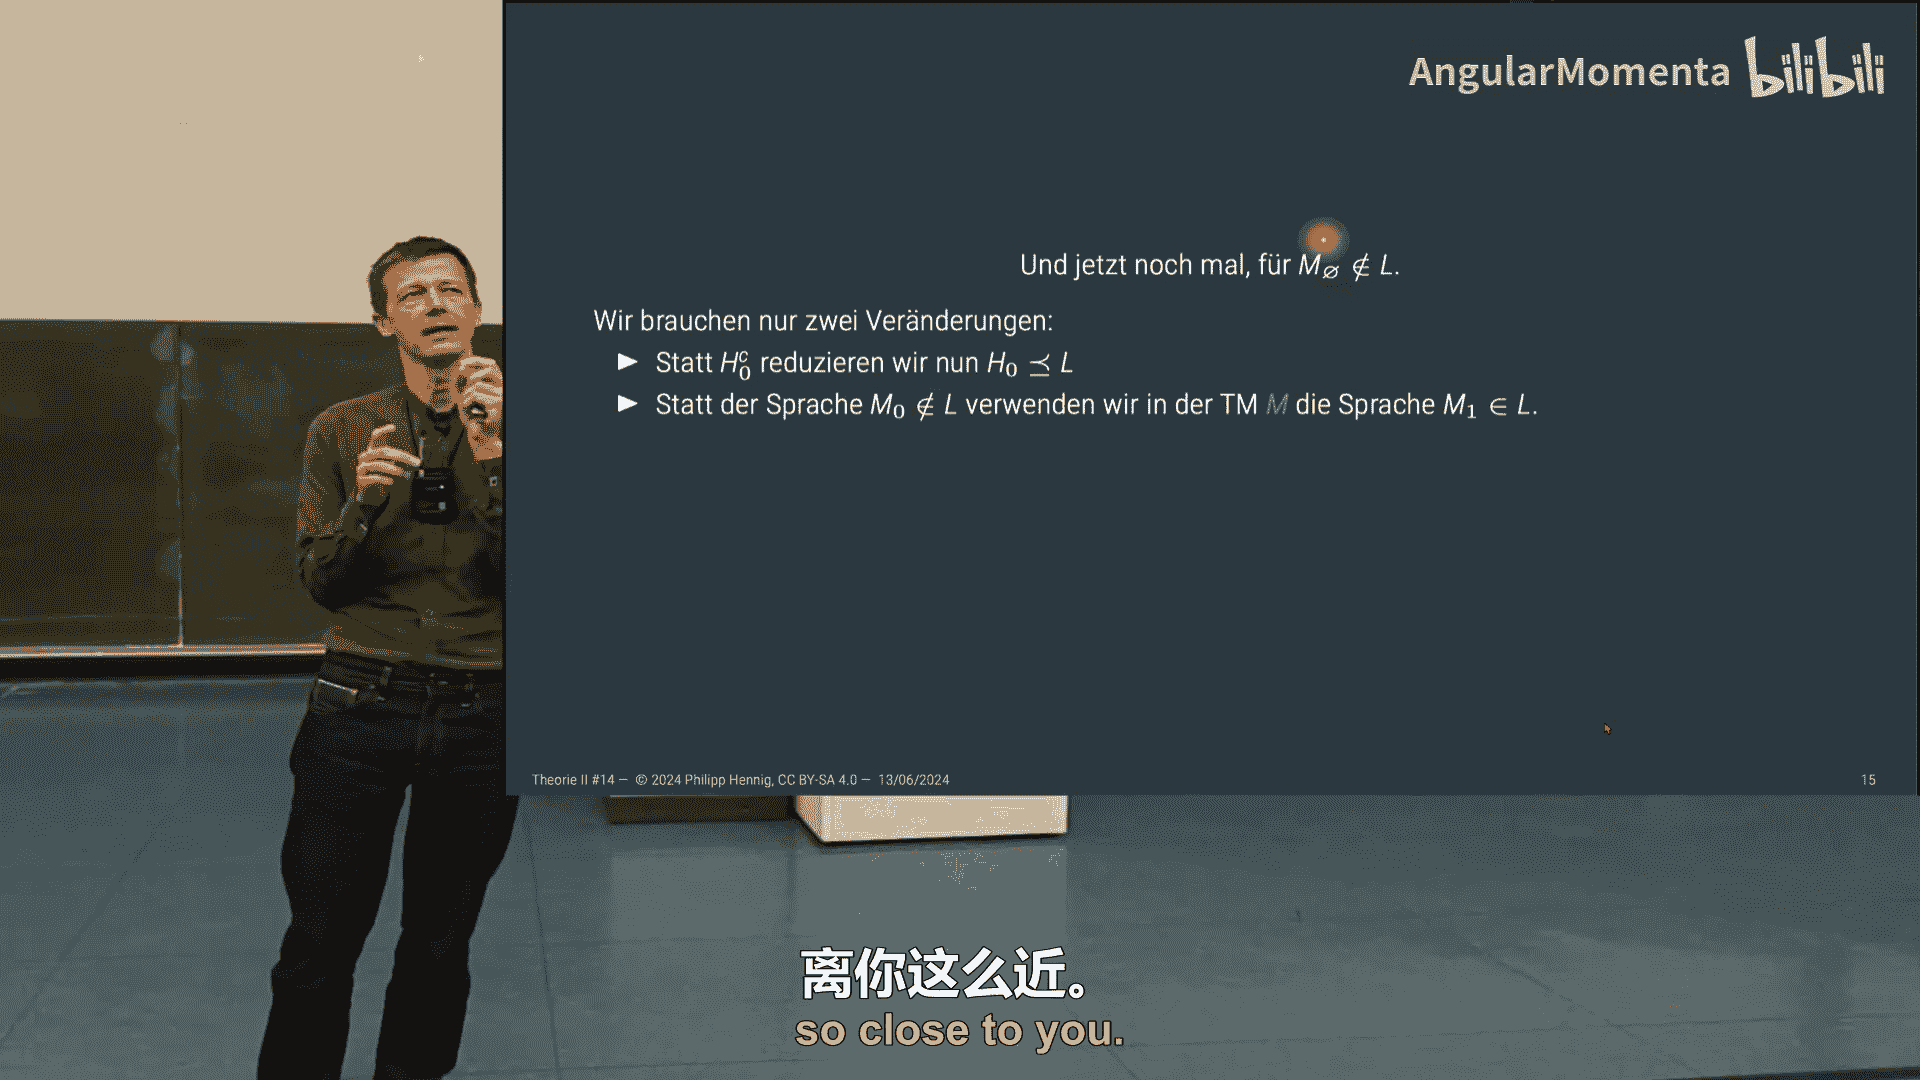 AngularMomenta bilibili
Und jetzt noch mal, für M∅ ∉ L.
Wir brauchen nur zwei Veränderungen:
► Statt H₀ᶜ reduzieren wir nun H₀ ⪯ L
► Statt der Sprache M₀ ∉ L verwenden wir in der TM M die Sprache M₁ ∈ L.
Theorie II #14 – © 2024 Philipp Hennig, CC BY-SA 4.0 – 13/06/2024 15
离你这么近。
so close to you.